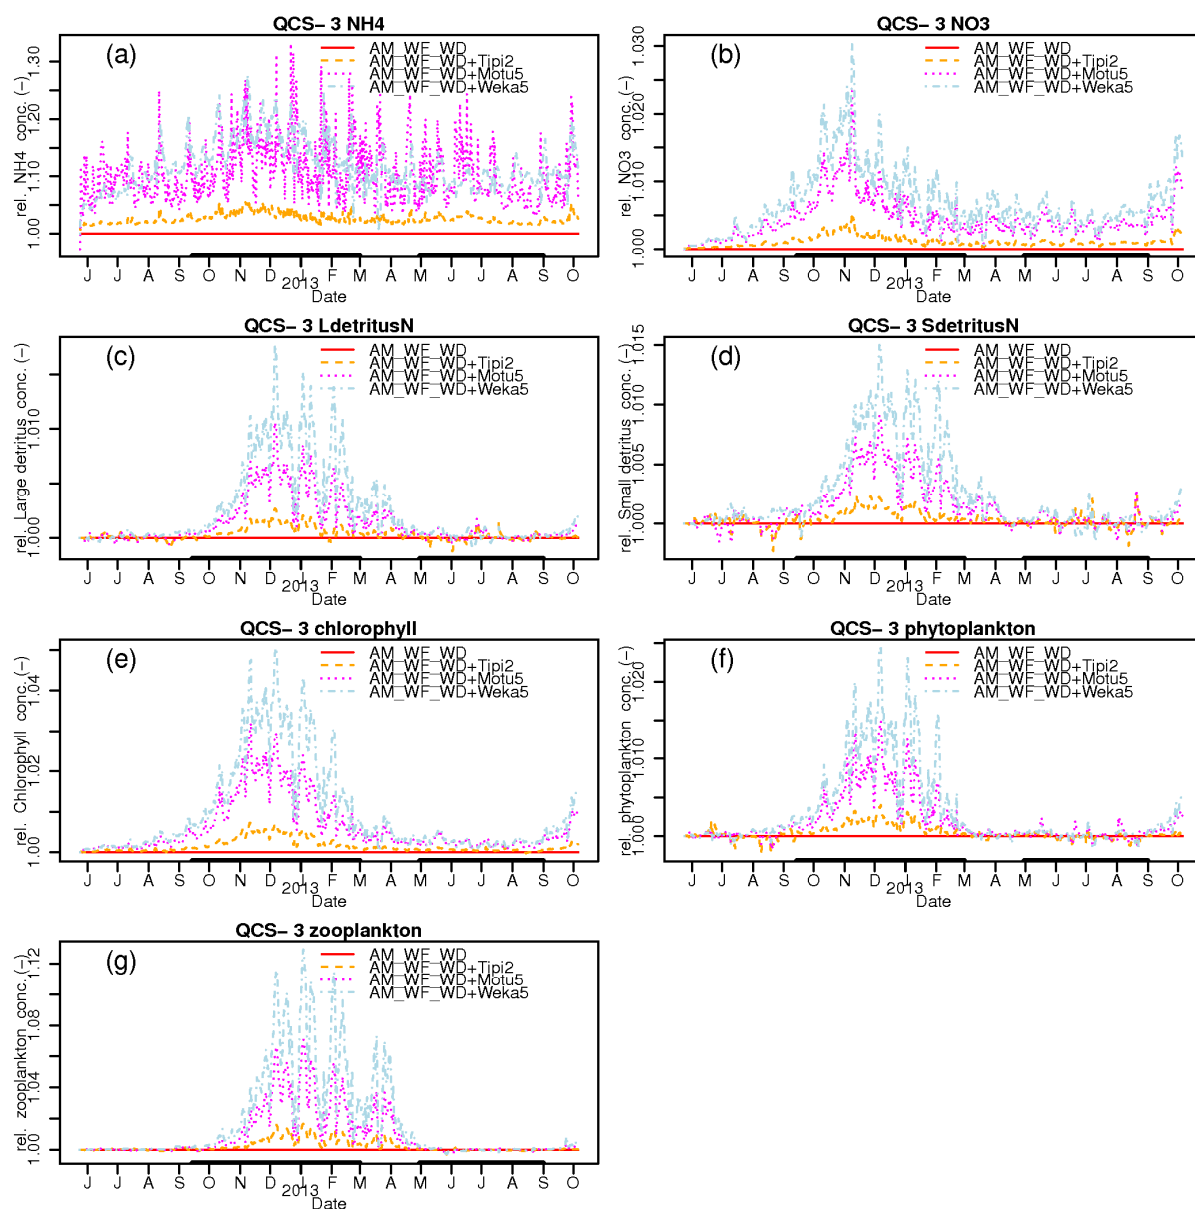 QCS− 3 NH4
(a)
AM_WF_WD
AM_WF_WD+Tipi2
AM_WF_WD+Motu5
AM_WF_WD+Weka5
rel. NH4 conc. (−)
1.00 1.10 1.20 1.30
J J A S O N D J F M A M J J A S O
2013
Date
QCS− 3 NO3
(b)
AM_WF_WD
AM_WF_WD+Tipi2
AM_WF_WD+Motu5
AM_WF_WD+Weka5
rel. NO3 conc. (−)
1.000 1.010 1.020 1.030
J J A S O N D J F M A M J J A S O
2013
Date
QCS− 3 LdetritusN
(c)
AM_WF_WD
AM_WF_WD+Tipi2
AM_WF_WD+Motu5
AM_WF_WD+Weka5
rel. Large detritus conc. (−)
1.000 1.010
J J A S O N D J F M A M J J A S O
2013
Date
QCS− 3 SdetritusN
(d)
AM_WF_WD
AM_WF_WD+Tipi2
AM_WF_WD+Motu5
AM_WF_WD+Weka5
rel. Small detritus conc. (−)
1.000 1.005 1.010 1.015
J J A S O N D J F M A M J J A S O
2013
Date
QCS− 3 chlorophyll
(e)
AM_WF_WD
AM_WF_WD+Tipi2
AM_WF_WD+Motu5
AM_WF_WD+Weka5
rel. Chlorophyll conc. (−)
1.00 1.02 1.04
J J A S O N D J F M A M J J A S O
2013
Date
QCS− 3 phytoplankton
(f)
AM_WF_WD
AM_WF_WD+Tipi2
AM_WF_WD+Motu5
AM_WF_WD+Weka5
rel. phytoplankton conc. (−)
1.000 1.010 1.020
J J A S O N D J F M A M J J A S O
2013
Date
QCS− 3 zooplankton
(g)
AM_WF_WD
AM_WF_WD+Tipi2
AM_WF_WD+Motu5
AM_WF_WD+Weka5
rel. zooplankton conc. (−)
1.00 1.04 1.08 1.12
J J A S O N D J F M A M J J A S O
2013
Date